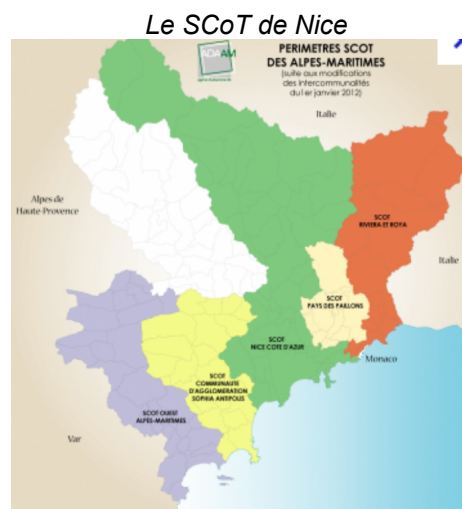 Le SCoT de Nice
ADAAM
PERIMETRES SCOT
DES ALPES-MARITIMES
(suite aux modifications
des Intercommunalités
du 1er janvier 2012)
Italie
Alpes de
Haute-Provence
SCOT
RIVIERA ET ROYA
Italie
SCOT
PAYS DES PAILLONS
SCOT
NICE COTE D'AZUR
Monaco
SCOT
COMMUNAUTE
D'AGGLOMERATION
SOPHIA ANTIPOLIS
SCOT OUEST
ALPES-MARITIMES
Var